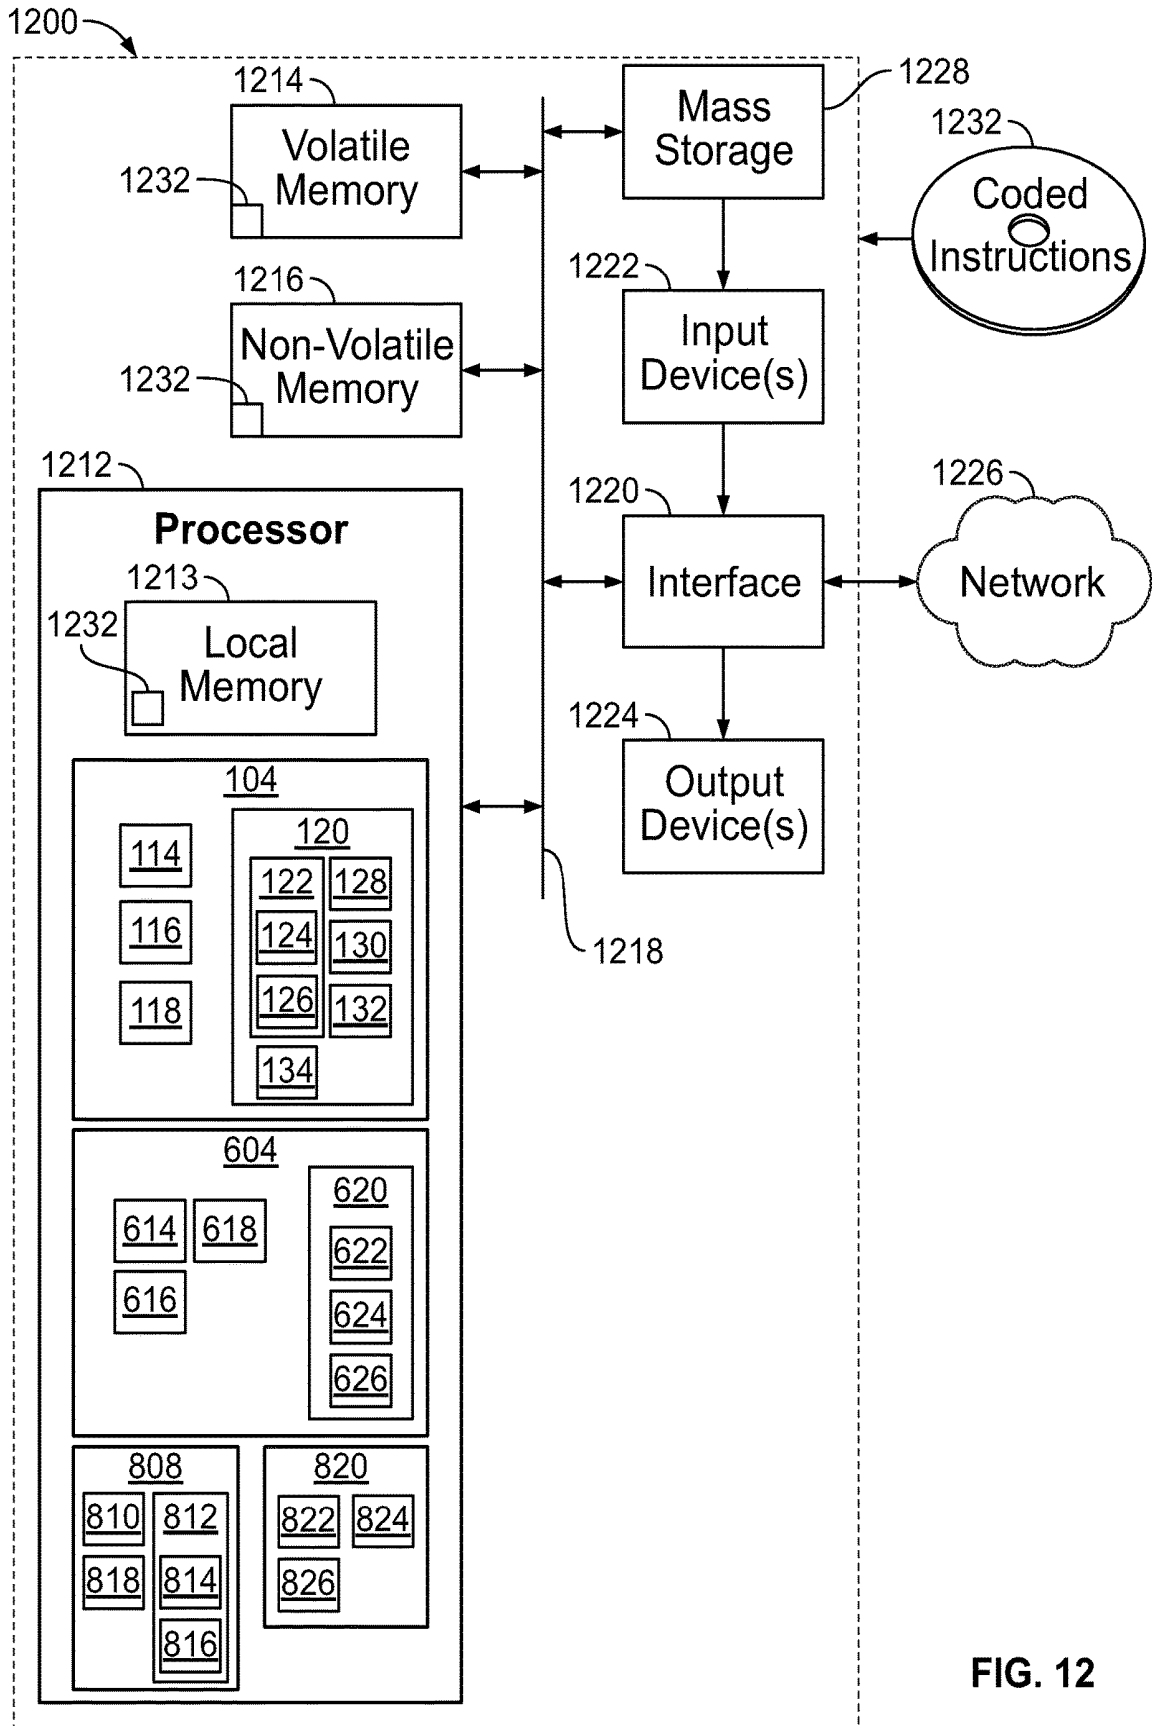 1200
1214
Volatile
Memory
1232
Mass
Storage
1228
1232
Coded
Instructions
1216
Non-Volatile
Memory
1232
1222
Input
Device(s)
1212
Processor
1213
1232
Local
Memory
1220
Interface
1226
Network
1224
Output
Device(s)
1218
104
114
116
118
120
122
124
126
128
130
132
134
604
614
618
616
620
622
624
626
808
810
818
812
814
816
820
822
824
826
FIG. 12